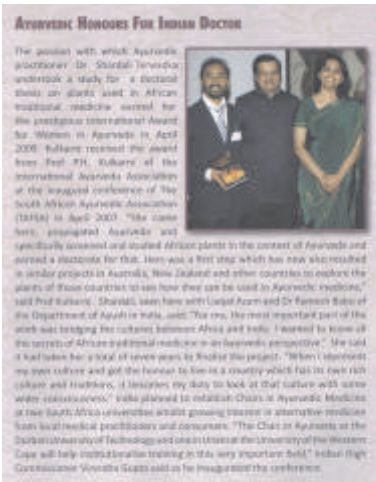 AYURVEDIC HONOURS FOR INDIAN DOCTOR
The passion with which Ayurvedic
practitioner Dr Shardali Terwadka
undertook a study for a doctoral
thesis on plants used in African
traditional medicine earned her
the prestigious International Award
for Women in Ayurveda in April
Kulkarni received the award
from Prof P.H. Kulkarni of the
International Ayurveda Association
at the inaugural conference of The
South African Ayurvedic Association
in April 2007. "She came
here, propagated Ayurveda and
specifically screened and studied African plants in the context of Ayurveda and
earned a doctorate for that. Hers was a first step which has now also resulted
in similar projects in Australia, New Zealand and other countries to explore the
plants of those countries to see how they can be used in Ayurvedic medicine,"
said Prof Kulkarni. Shardali, seen here with and Dr Ramesh Babu of
the Department of Ayush in India, said: "For me, the most important part of the
work was bridging the cultures between Africa and India. I wanted to know all
the secrets of African traditional medicine in an Ayurvedic perspective." She said
it had taken her a total of seven years to finalise the project. "When I represent
my own culture and get the honour to live in a country which has its own rich
culture and traditions, it becomes my duty to look at that culture with some
wider consciousness." India planned to establish Chairs in Ayurvedic Medicine
at two South Africa universities amidst growing interest in alternative medicine
from local medical practitioners and consumers. "The Chair in Ayurveda at the
Durban University of Technology and one in Unani at the University of the Western
Cape will help institutionalise training in this very important field," Indian High
Commissioner Virendra Gupta said as he inaugurated the conference.